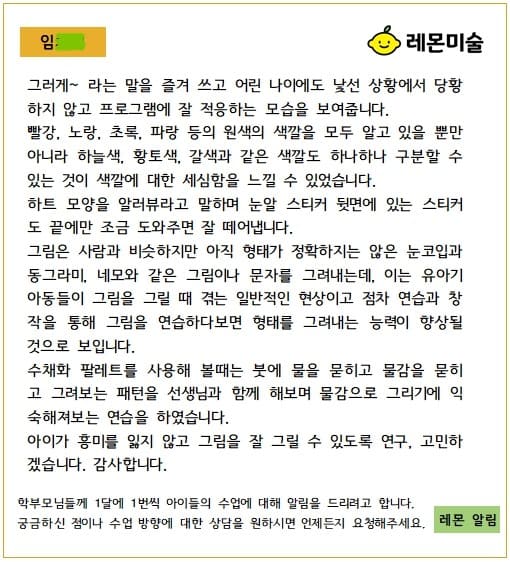 임
레몬미술
그러게~ 라는 말을 즐겨 쓰고 어린 나이에도 낯선 상황에서 당황
하지 않고 프로그램에 잘 적응하는 모습을 보여줍니다.
빨강, 노랑, 초록, 파랑 등의 원색의 색깔을 모두 알고 있을 뿐만
아니라 하늘색, 황토색, 갈색과 같은 색깔도 하나하나 구분할 수
있는 것이 색깔에 대한 세심함을 느낄 수 있었습니다.
하트 모양을 알러뷰라고 말하며 눈알 스티커 뒷면에 있는 스티커
도 끝에만 조금 도와주면 잘 떼어냅니다.
그림은 사람과 비슷하지만 아직 형태가 정확하지는 않은 눈코입과
동그라미, 네모와 같은 그림이나 문자를 그려내는데, 이는 유아기
아동들이 그림을 그릴 때 겪는 일반적인 현상이고 점차 연습과 창
작을 통해 그림을 연습하다보면 형태를 그려내는 능력이 향상될
것으로 보입니다.
수채화 팔레트를 사용해 볼때는 붓에 물을 묻히고 물감을 묻히
고 그려보는 패턴을 선생님과 함께 해보며 물감으로 그리기에 익
숙해져보는 연습을 하였습니다.
아이가 흥미를 잃지 않고 그림을 잘 그릴 수 있도록 연구, 고민하
겠습니다. 감사합니다.
학부모님들께 1달에 1번씩 아이들의 수업에 대해 알림을 드리려고 합니다.
궁금하신 점이나 수업 방향에 대한 상담을 원하시면 언제든지 요청해주세요.
레몬 알림